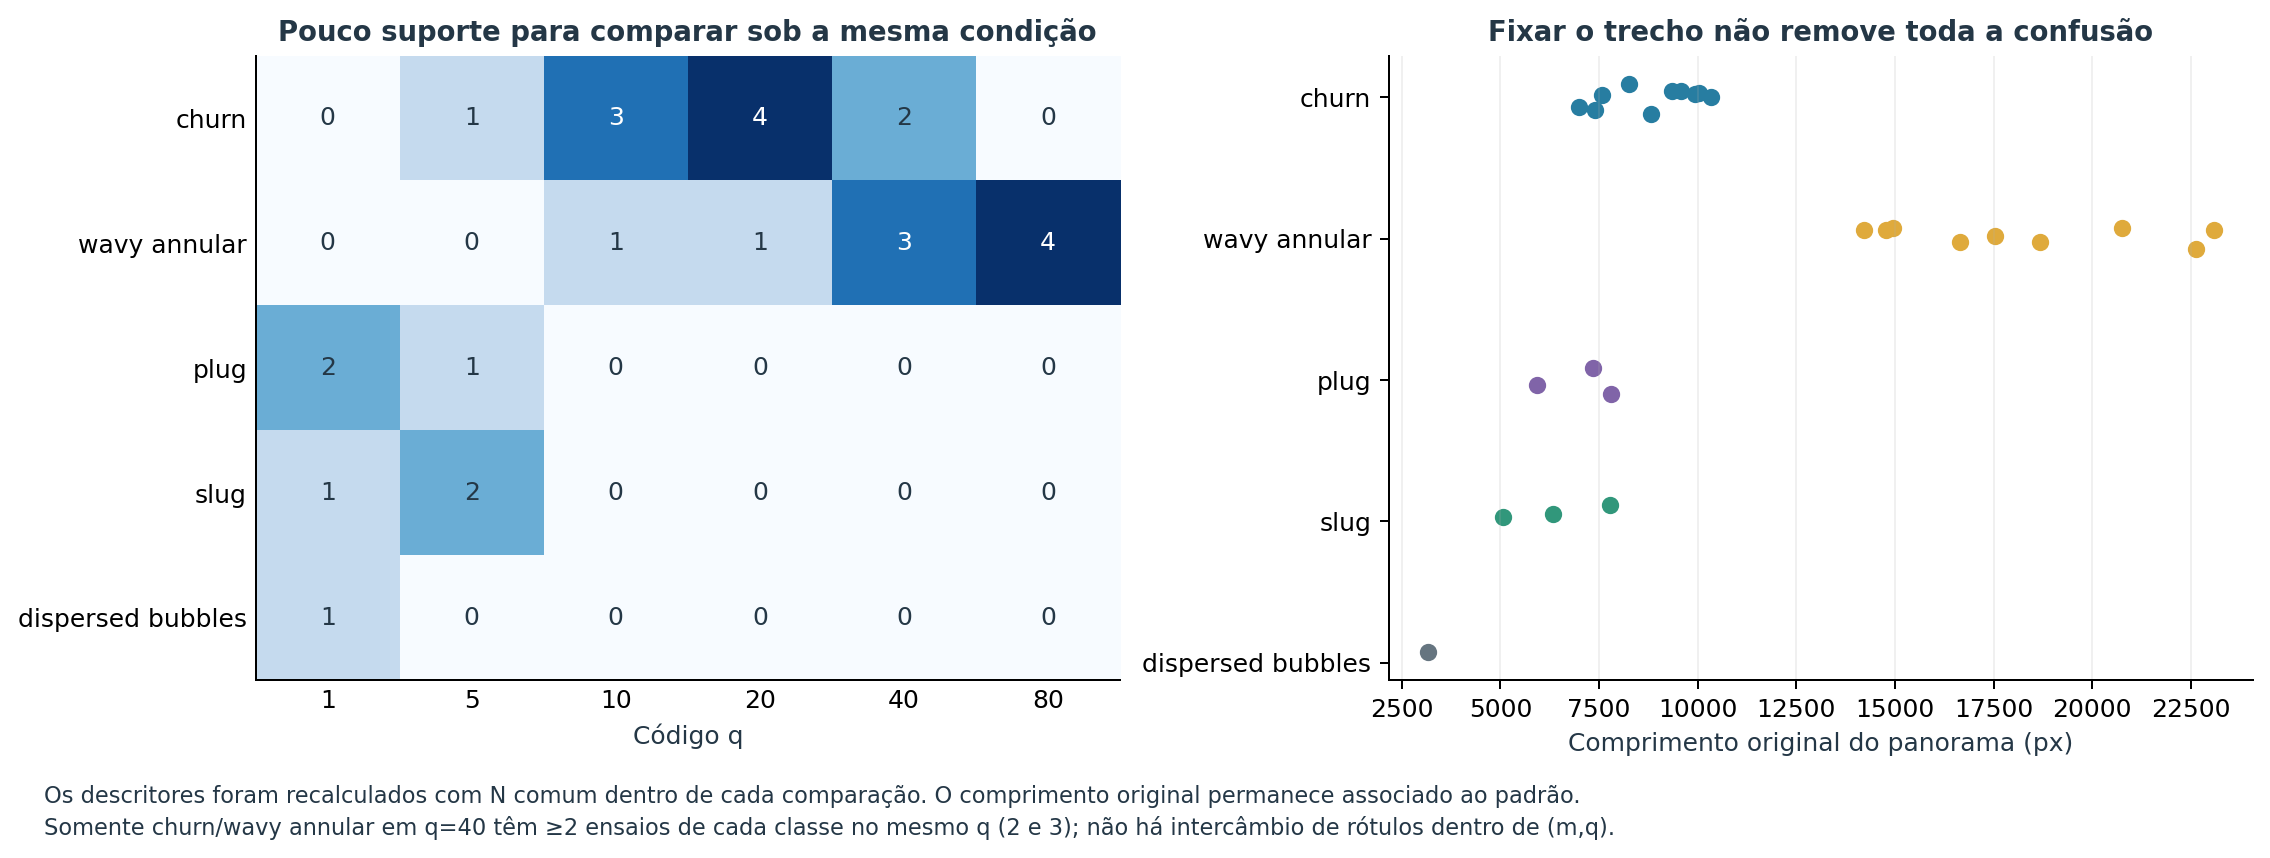 Pouco suporte para comparar sob a mesma condição
churn 0 1 3 4 2 0
wavy annular 0 0 1 1 3 4
plug 2 1 0 0 0 0
slug 1 2 0 0 0 0
dispersed bubbles 1 0 0 0 0 0
1 5 10 20 40 80
Código q
Fixar o trecho não remove toda a confusão
churn
wavy annular
plug
slug
dispersed bubbles
2500 5000 7500 10000 12500 15000 17500 20000 22500
Comprimento original do panorama (px)
Os descritores foram recalculados com N comum dentro de cada comparação. O comprimento original permanece associado ao padrão.
Somente churn/wavy annular em q=40 têm ≥2 ensaios de cada classe no mesmo q (2 e 3); não há intercâmbio de rótulos dentro de (m,q).